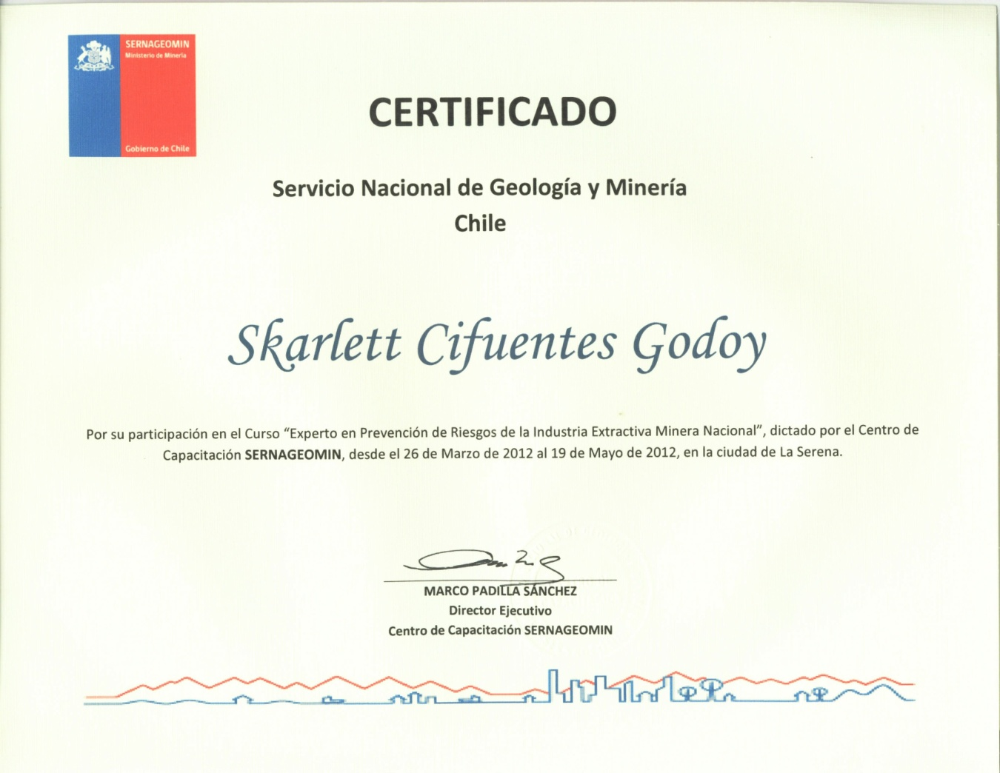 SERNAGEOMIN
Ministerio de Minería
Gobierno de Chile
CERTIFICADO
Servicio Nacional de Geología y Minería
Chile
Skarlett Cifuentes Godoy
Por su participación en el Curso “Experto en Prevención de Riesgos de la Industria Extractiva Minera Nacional”, dictado por el Centro de
Capacitación SERNAGEOMIN, desde el 26 de Marzo de 2012 al 19 de Mayo de 2012, en la ciudad de La Serena.
MARCO PADILLA SÁNCHEZ
Director Ejecutivo
Centro de Capacitación SERNAGEOMIN